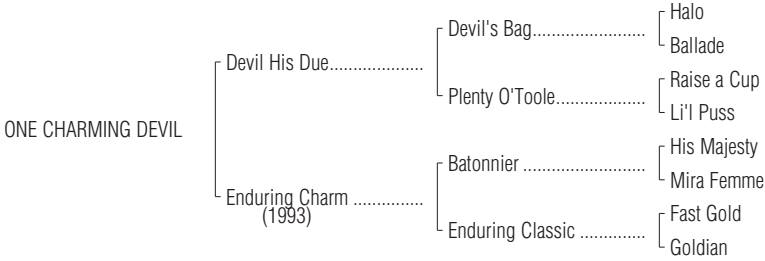 Halo
Devil's Bag......................
Ballade
Devil His Due...................
Raise a Cup
Plenty O'Toole..................
Li'l Puss
ONE CHARMING DEVIL
His Majesty
Batonnier ........................
Mira Femme
Enduring Charm ..............
(1993)
Fast Gold
Enduring Classic .............
Goldian